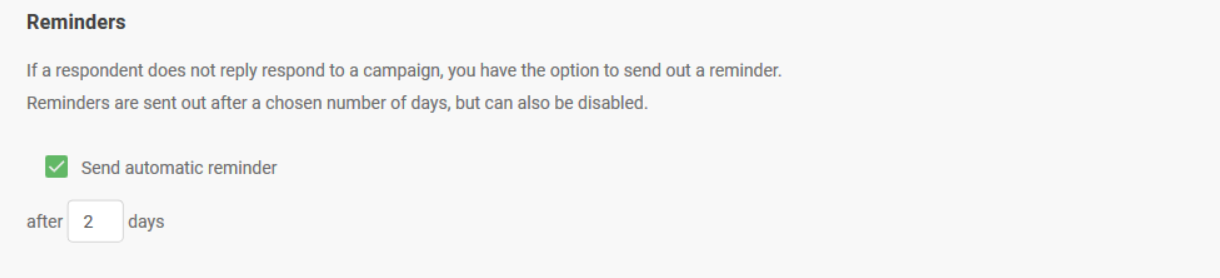 Reminders
If a respondent does not reply respond to a campaign, you have the option to send out a reminder.
Reminders are sent out after a chosen number of days, but can also be disabled.
Send automatic reminder
after 2 days